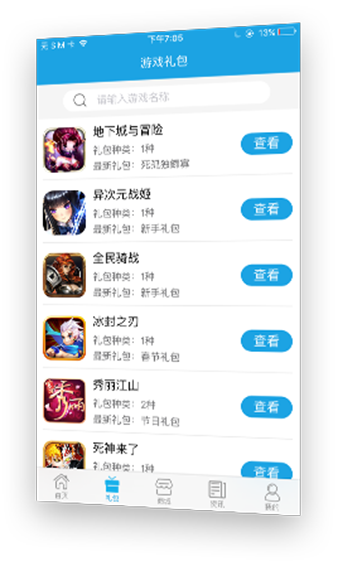 无SIM卡
下午7:05
13%
游戏礼包
请输入游戏名称
地下城与冒险
礼包种类：1种
最新礼包：
查看
异次元战姬
礼包种类：1种
最新礼包：新手礼包
查看
全民骑战
礼包种类：1种
最新礼包：新手礼包
查看
冰封之刃
礼包种类：1种
最新礼包：春节礼包
查看
秀丽江山
礼包种类：2种
最新礼包：节日礼包
查看
死神来了
礼包种类：1种
首页
礼包
商城
资讯
我的